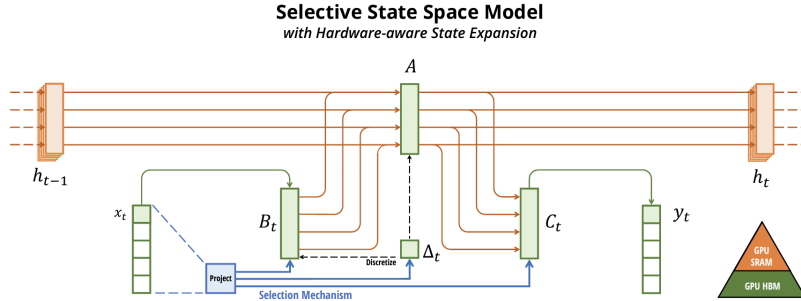 Selective State Space Model
with Hardware-aware State Expansion
A
h_{t-1}
h_t
x_t
B_t
C_t
y_t
Δ_t
Discretize
Project
Selection Mechanism
GPU
SRAM
GPU HBM